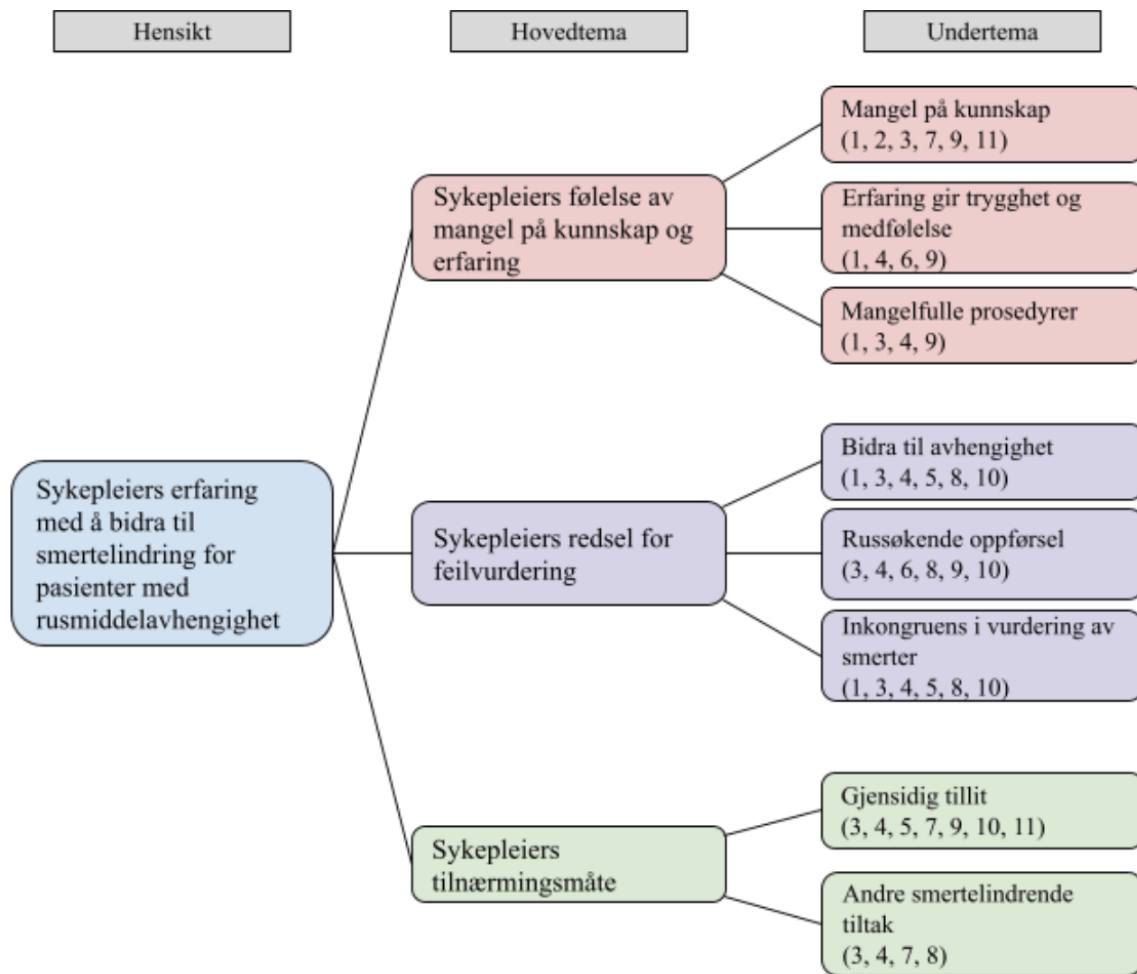 Hensikt
Hovedtema
Undertema
Sykepleiers erfaring
med å bidra til
smertelindring for
pasienter med
rusmiddelavhengighet
Sykepleiers følelse av
mangel på kunnskap og
erfaring
Mangel på kunnskap
(1, 2, 3, 7, 9, 11)
Erfaring gir trygghet og
medfølelse
(1, 4, 6, 9)
Mangelfulle prosedyrer
(1, 3, 4, 9)
Sykepleiers redsel for
feilvurdering
Bidra til avhengighet
(1, 3, 4, 5, 8, 10)
Russøkende oppførsel
(3, 4, 6, 8, 9, 10)
Inkongruens i vurdering av
smerter
(1, 3, 4, 5, 8, 10)
Sykepleiers
tilnærmingsmåte
Gjensidig tillit
(3, 4, 5, 7, 9, 10, 11)
Andre smertelindrende
tiltak
(3, 4, 7, 8)